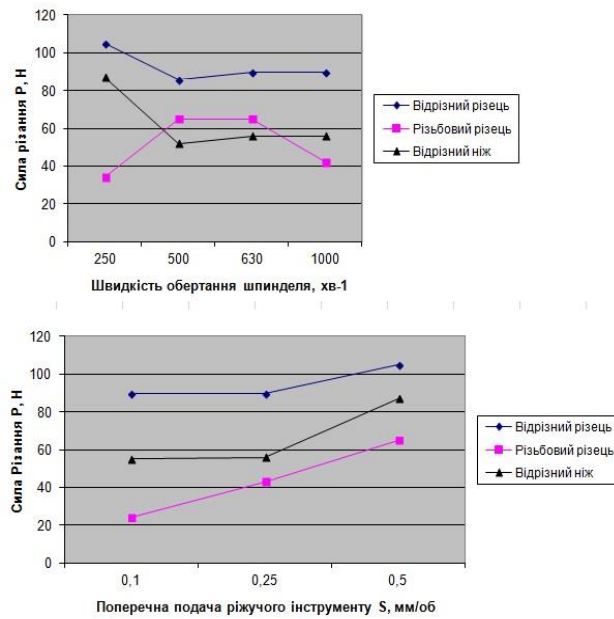 120
100
80
60
40
20
0
Сила різання Р, Н
250 500 630 1000
Швидкість обертання шпинделя, хв-1
Відрізний різець
Різьбовий різець
Відрізний ніж
120
100
80
60
40
20
0
Сила Різання Р, Н
0,1 0,25 0,5
Поперечна подача ріжучого інструменту S, мм/об
Відрізний різець
Різьбовий різець
Відрізний ніж